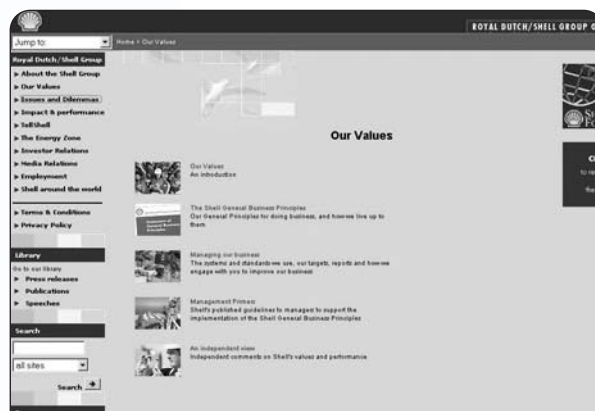 ROYAL DUTCH/SHELL GROUP
Jump to:
Home > Our Values
Royal Dutch/Shell Group
About the Shell Group
Our Values
Issues and Dilemmas
Impact & performance
TellShell
The Energy Zone
Investor Relations
Media Relations
Employment
Shell around the world
Terms & Conditions
Privacy Policy
Library
Go to our library
Press releases
Publications
Speeches
Search
all sites
Search
Our Values
Our Values
An introduction
The Shell General Business Principles
Our General Principles for doing business, and how we live up to
them
Managing our business
The systems and standards we use, our targets, reports and how we
engage with you to improve our business
Management Primers
Shell's published guidelines to managers to support the
implementation of the Shell General Business Principles
An independent view
Independent comments on Shell's values and performance